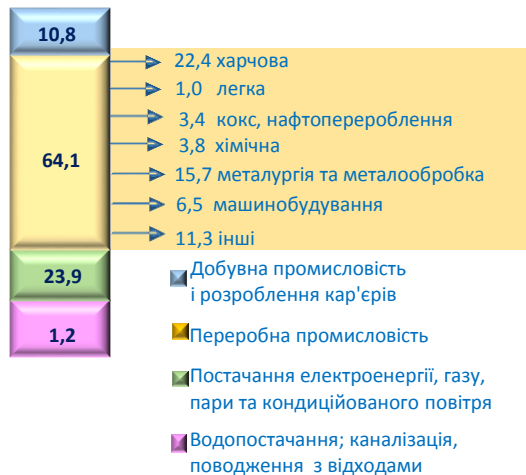 10,8
64,1
23,9
1,2
22,4 харчова
1,0 легка
3,4 кокс, нафтоперероблення
3,8 хімічна
15,7 металургія та металообробка
6,5 машинобудування
11,3 інші
Добувна промисловість
і розроблення кар'єрів
Переробна промисловість
Постачання електроенергії, газу,
пари та кондиційованого повітря
Водопостачання; каналізація,
поводження з відходами